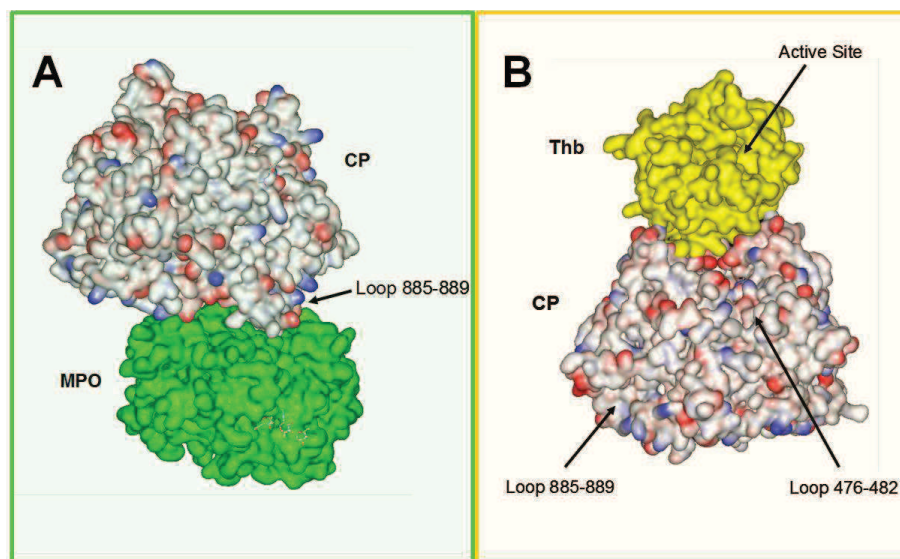 A
CP
Loop 885-889
MPO
B
Active Site
Thb
CP
Loop 885-889
Loop 476-482